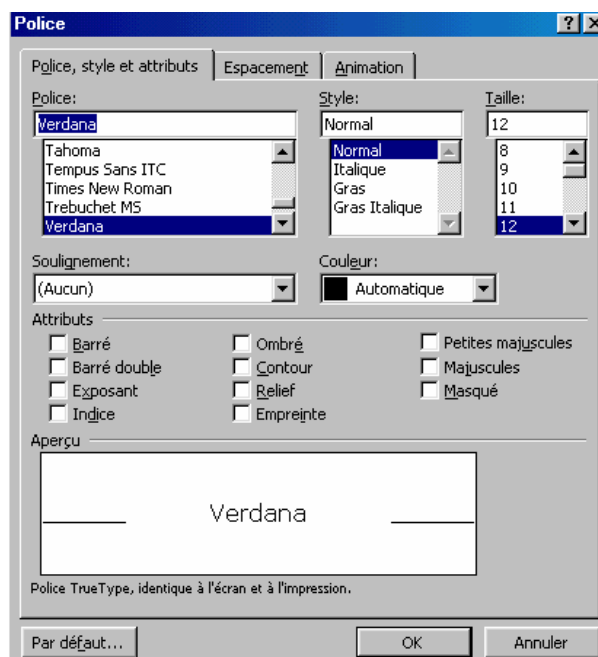 Police
Police, style et attributs Espacement Animation
Police: Style: Taille:
Verdana Normal 12
Tahoma Normal 8
Tempus Sans ITC Italique 9
Times New Roman Gras 10
Trebuchet MS Gras Italique 11
Verdana 12
Soulignement: Couleur:
(Aucun) Automatique
Attributs
Barré Ombré Petites majuscules
Barré double Contour Majuscules
Exposant Relief Masqué
Indice Empreinte
Aperçu
Verdana
Police TrueType, identique à l'écran et à l'impression.
Par défaut... OK Annuler